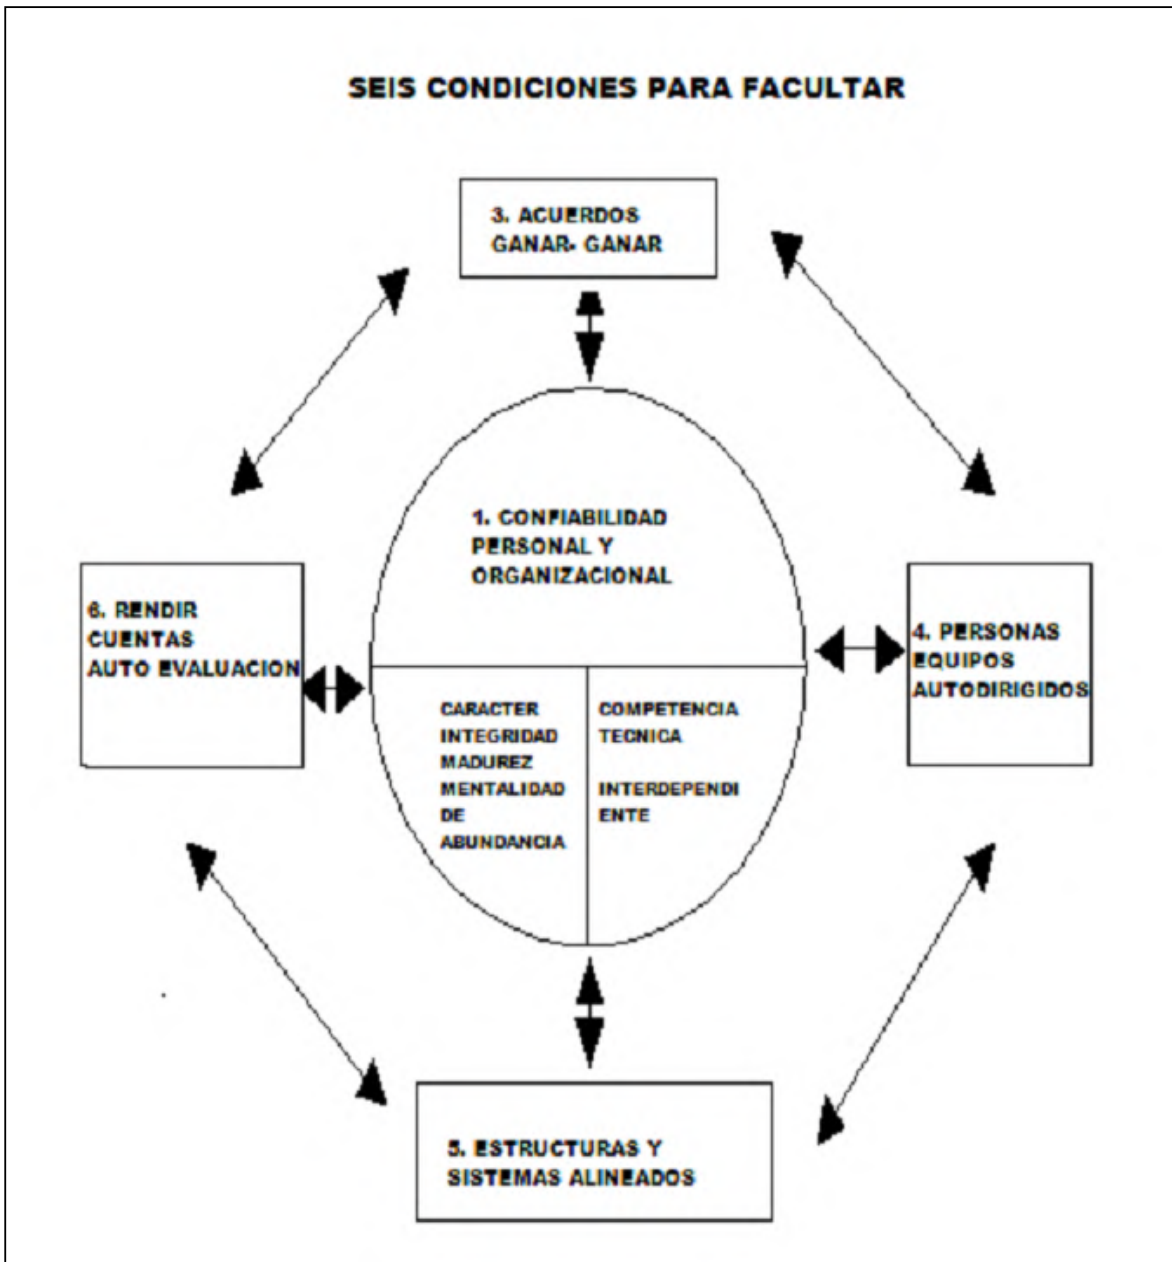 SEIS CONDICIONES PARA FACULTAR
3. ACUERDOS
GANAR- GANAR
1. CONFIABILIDAD
PERSONAL Y
ORGANIZACIONAL
6. RENDIR
CUENTAS
AUTO EVALUACION
4. PERSONAS
EQUIPOS
AUTODIRIGIDOS
CARACTER
INTEGRIDAD
MADUREZ
MENTALIDAD
DE
ABUNDANCIA
COMPETENCIA
TECNICA
INTERDEPENDI
ENTE
5. ESTRUCTURAS Y
SISTEMAS ALINEADOS